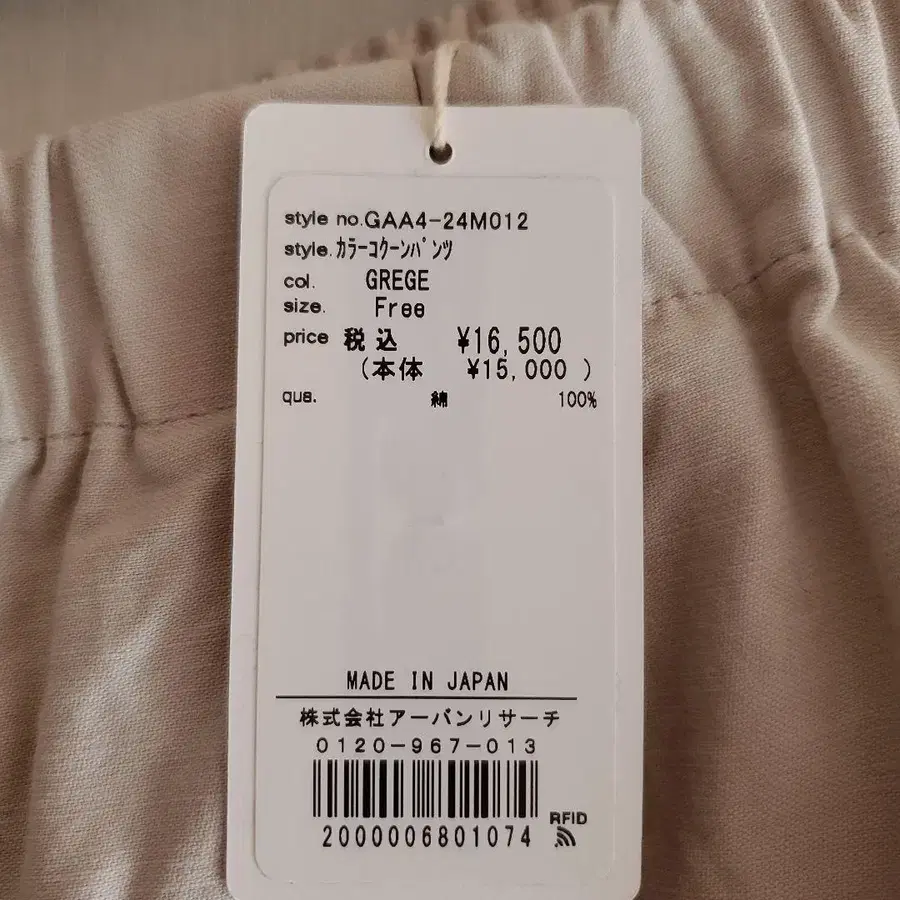 style no.GAA4-24M012
style.ｶﾗｰｺｸｰﾝﾊﾟﾝﾂ
col. GREGE
size. Free
price 税込 ¥16,500
(本体 ¥15,000 )
qua. 綿 100%
MADE IN JAPAN
株式会社アーバンリサーチ
0120-967-013
2000006801074
RFID